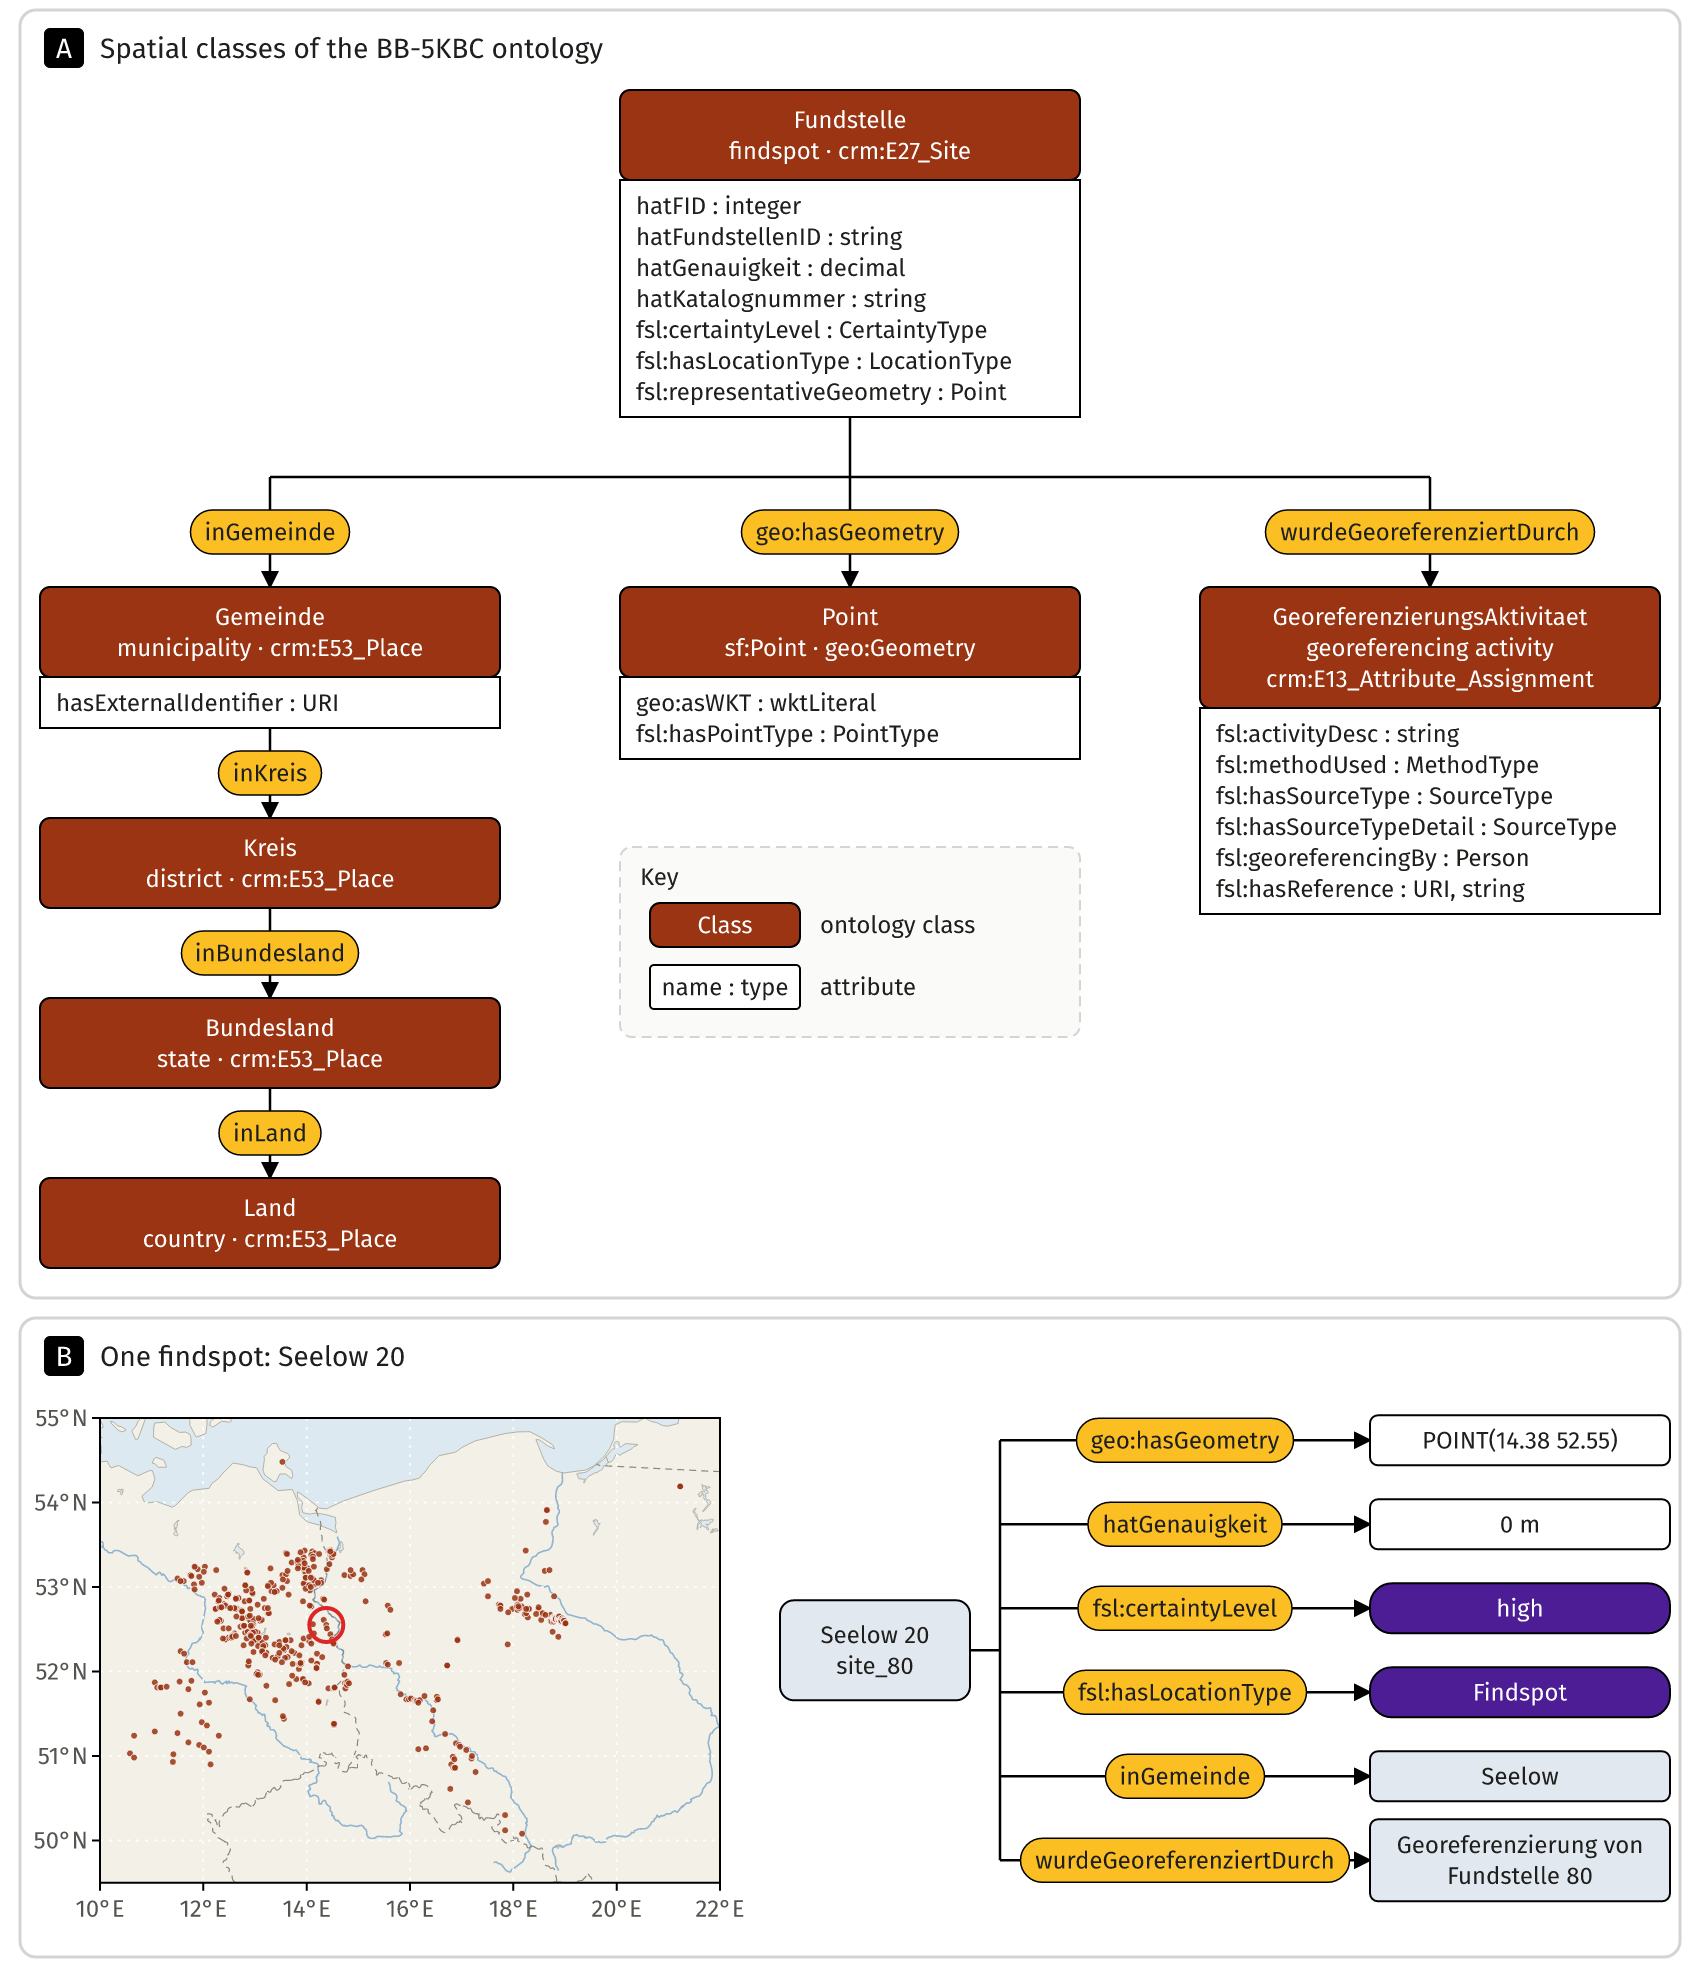 A Spatial classes of the BB-5KBC ontology
Fundstelle
findspot · crm:E27_Site
hatFID : integer
hatFundstellenID : string
hatGenauigkeit : decimal
hatKatalognummer : string
fsl:certaintyLevel : CertaintyType
fsl:hasLocationType : LocationType
fsl:representativeGeometry : Point
inGemeinde
geo:hasGeometry
wurdeGeoreferenziertDurch
Gemeinde
municipality · crm:E53_Place
hasExternalIdentifier : URI
inKreis
Kreis
district · crm:E53_Place
inBundesland
Bundesland
state · crm:E53_Place
inLand
Land
country · crm:E53_Place
Point
sf:Point · geo:Geometry
geo:asWKT : wktLiteral
fsl:hasPointType : PointType
GeoreferenzierungsAktivitaet
georeferencing activity
crm:E13_Attribute_Assignment
fsl:activityDesc : string
fsl:methodUsed : MethodType
fsl:hasSourceType : SourceType
fsl:hasSourceTypeDetail : SourceType
fsl:georeferencingBy : Person
fsl:hasReference : URI, string
Key
Class ontology class
name : type attribute
B One findspot: Seelow 20
55°N
54°N
53°N
52°N
51°N
50°N
10°E 12°E 14°E 16°E 18°E 20°E 22°E
Seelow 20
site_80
geo:hasGeometry POINT(14.38 52.55)
hatGenauigkeit 0 m
fsl:certaintyLevel high
fsl:hasLocationType Findspot
inGemeinde Seelow
wurdeGeoreferenziertDurch Georeferenzierung von
Fundstelle 80